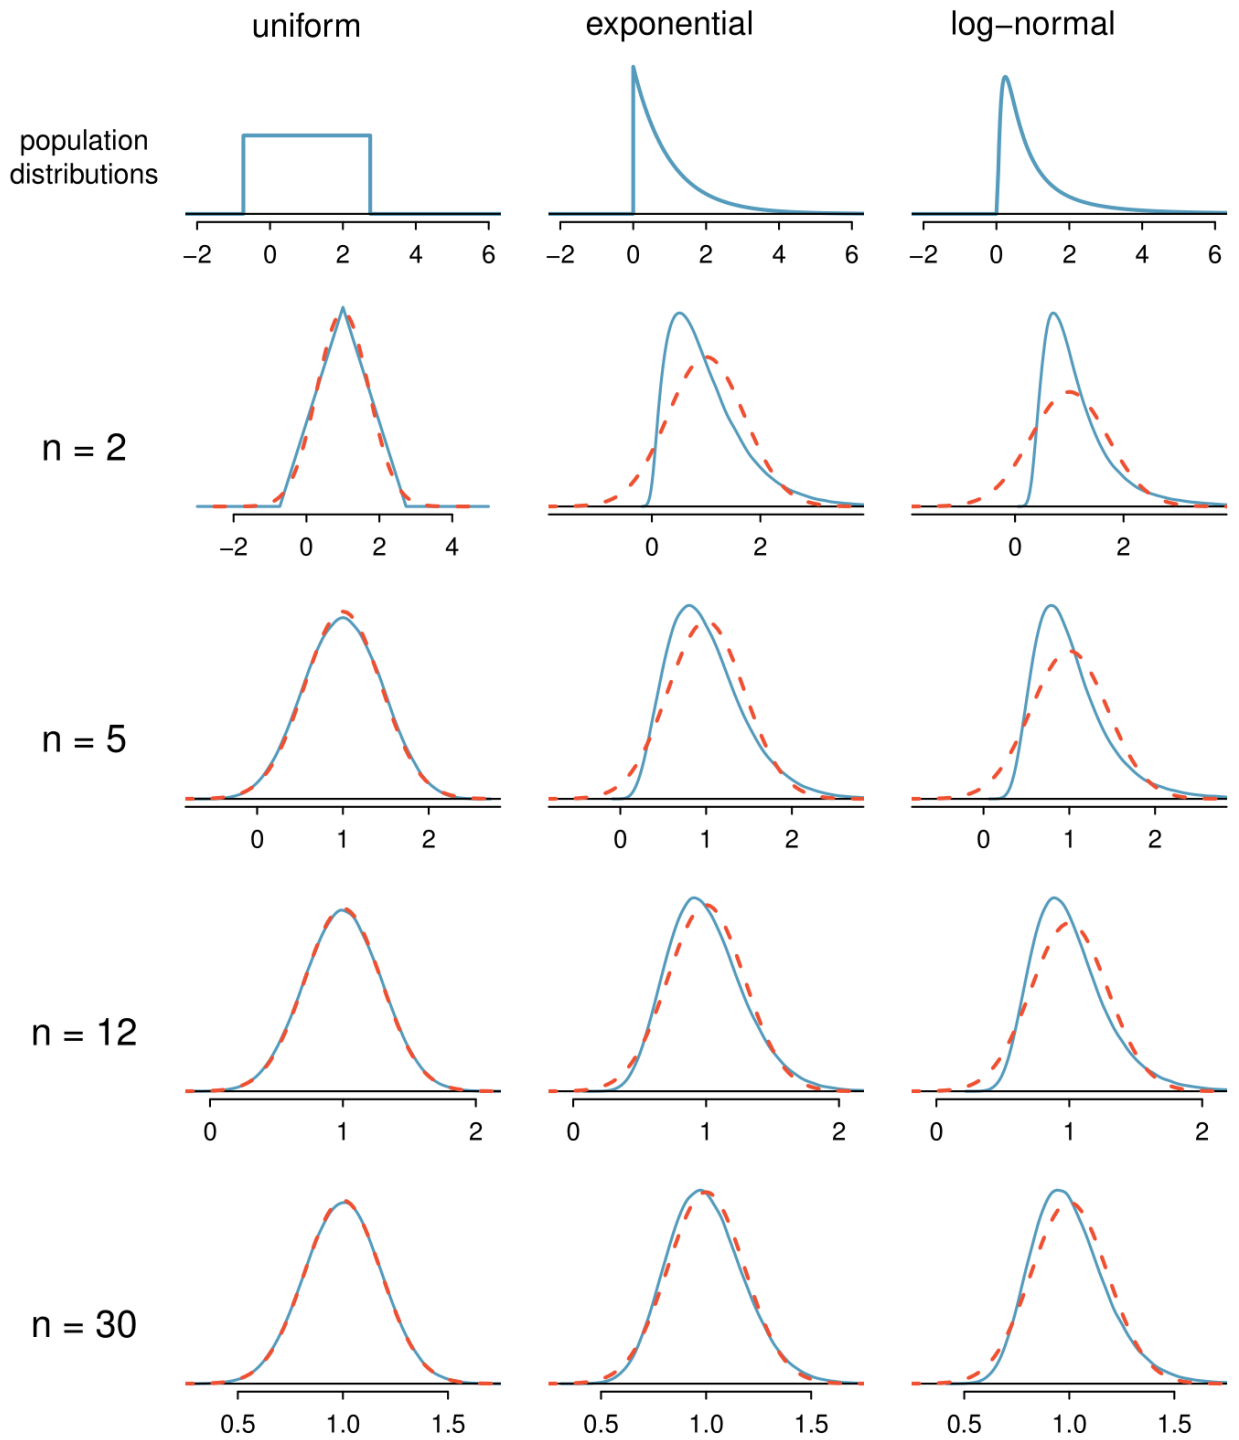 uniform exponential log−normal
population
distributions
−2 0 2 4 6 −2 0 2 4 6 −2 0 2 4 6
n = 2
−2 0 2 4 0 2 0 2
n = 5
0 1 2 0 1 2 0 1 2
n = 12
0 1 2 0 1 2 0 1 2
n = 30
0.5 1.0 1.5 0.5 1.0 1.5 0.5 1.0 1.5